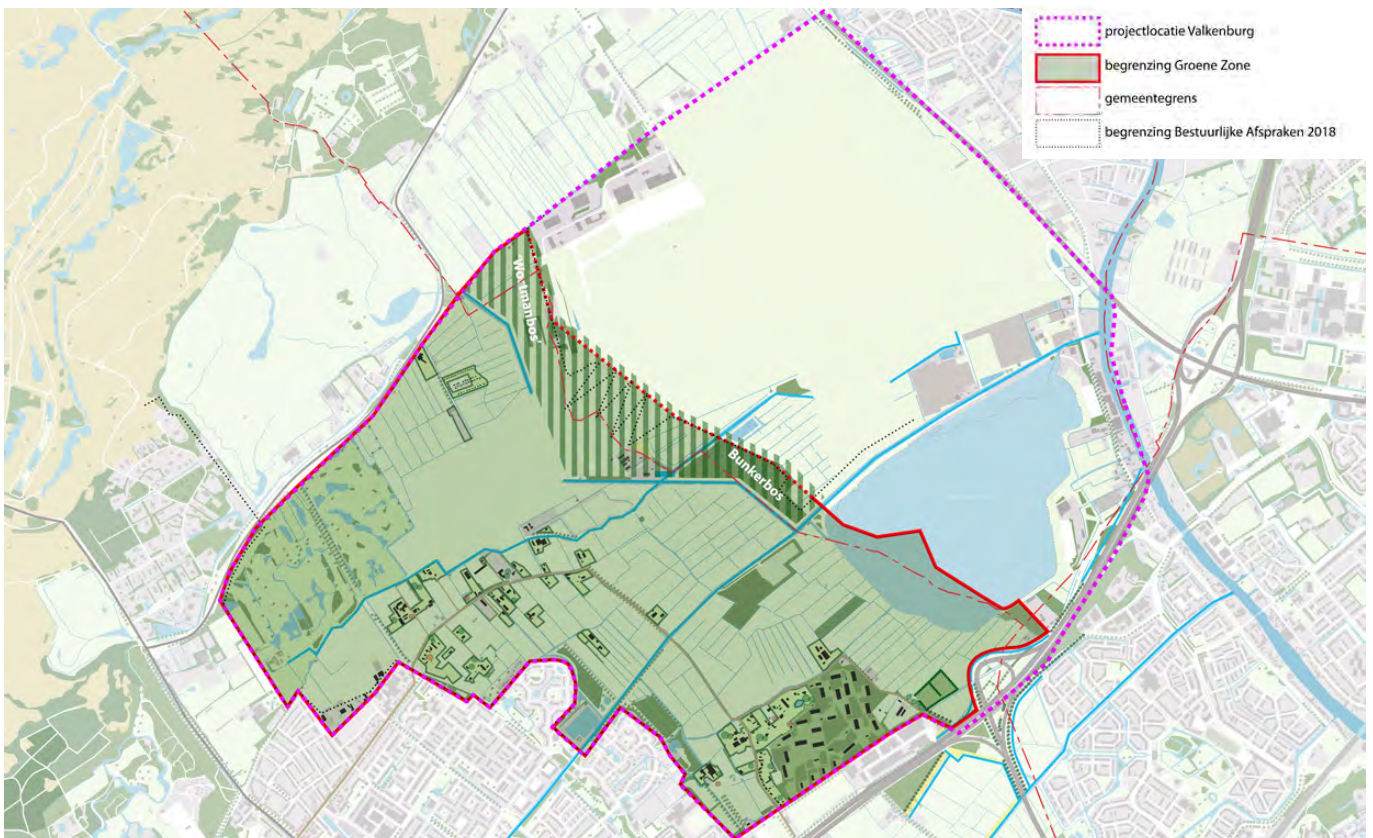 projectlocatie Valkenburg
begrenzing Groene Zone
gemeentegrens
begrenzing Bestuurlijke Afspraken 2018
'Wortmanbos'
Bunkerbos